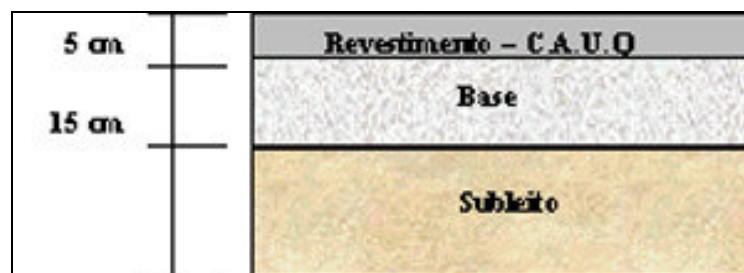 5 cm
Revestimento – C.A.U.Q
Base
15 cm
Subleito